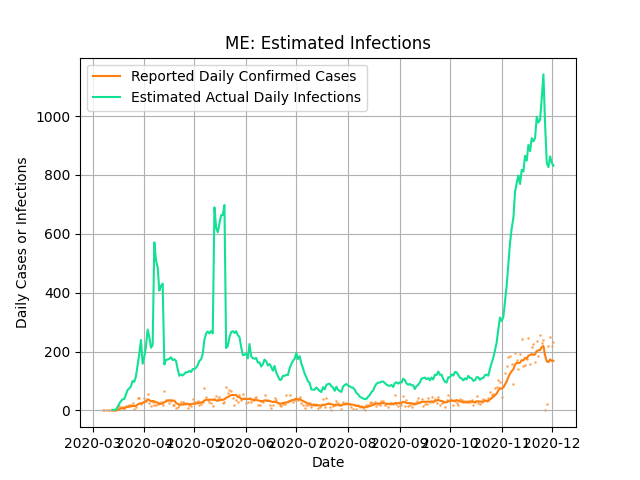 ME: Estimated Infections
Reported Daily Confirmed Cases
Estimated Actual Daily Infections
Daily Cases or Infections
1000
800
600
400
200
0
2020-03 2020-04 2020-05 2020-06 2020-07 2020-08 2020-09 2020-10 2020-11 2020-12
Date